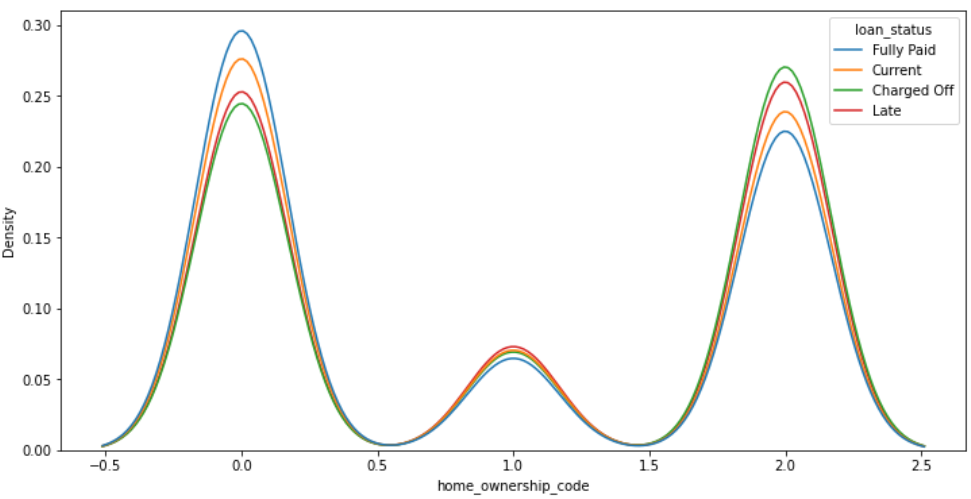 0.30
0.25
0.20
0.15
0.10
0.05
0.00
Density
loan_status
Fully Paid
Current
Charged Off
Late
−0.5 0.0 0.5 1.0 1.5 2.0 2.5
home_ownership_code